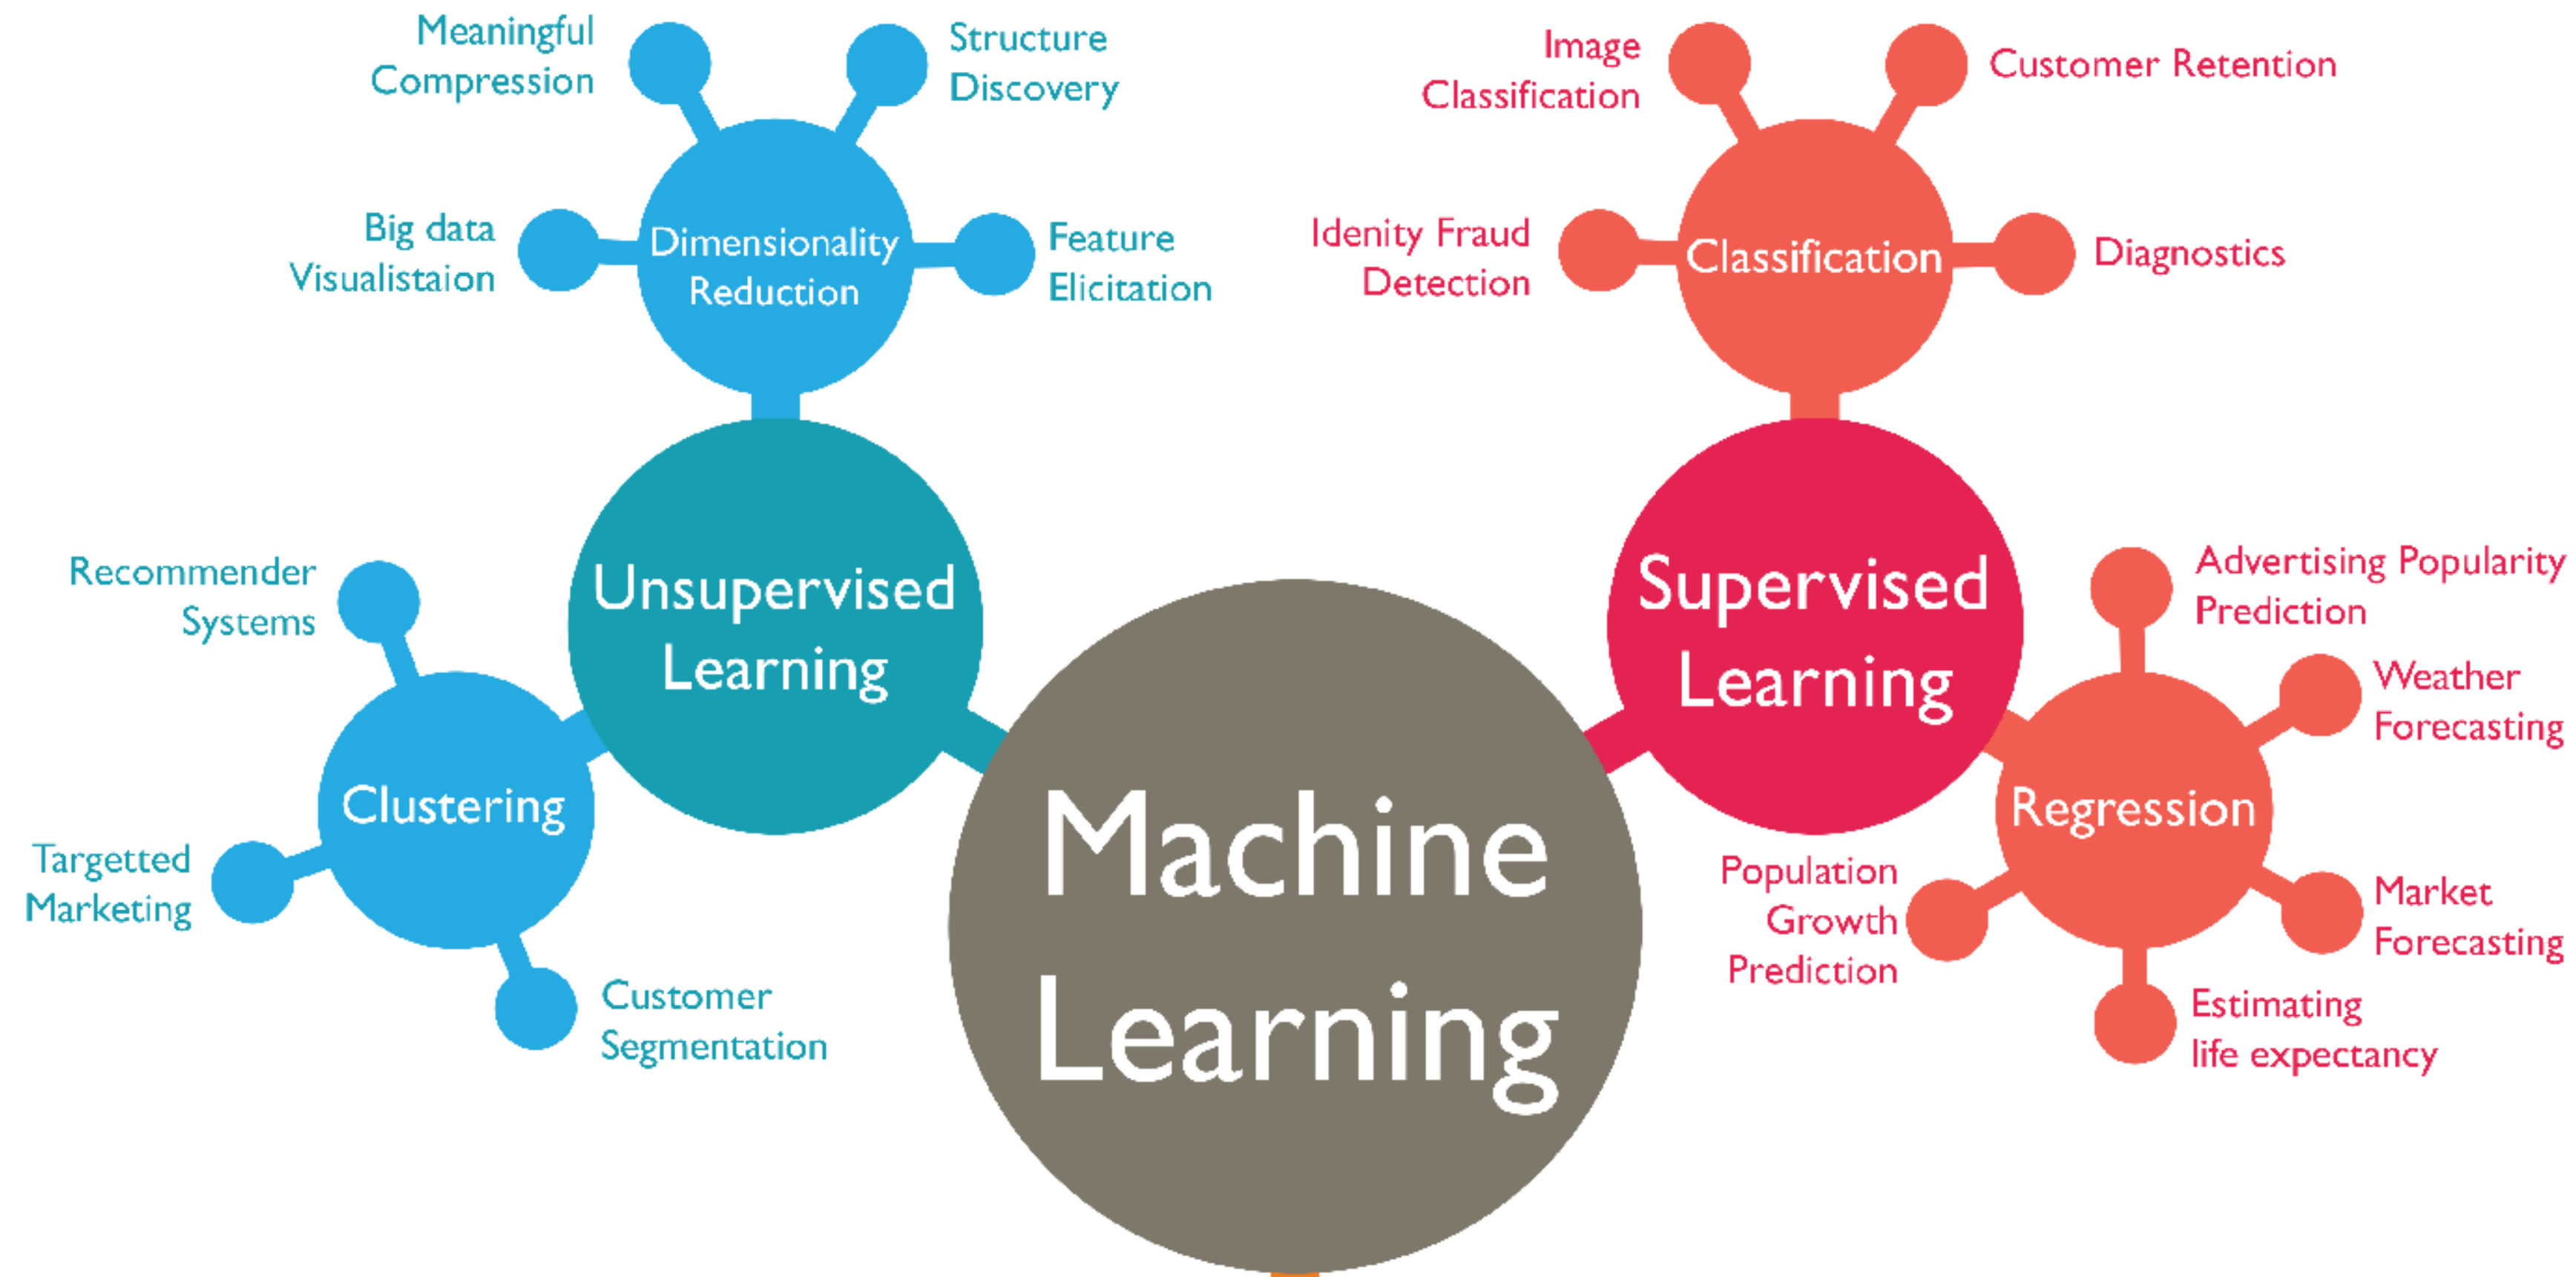 Meaningful
Compression
Structure
Discovery
Big data
Visualistaion
Dimensionality
Reduction
Feature
Elicitation
Image
Classification
Customer Retention
Idenity Fraud
Detection
Classification
Diagnostics
Unsupervised
Learning
Recommender
Systems
Clustering
Targetted
Marketing
Customer
Segmentation
Machine
Learning
Supervised
Learning
Advertising Popularity
Prediction
Weather
Forecasting
Regression
Population
Growth
Prediction
Market
Forecasting
Estimating
life expectancy